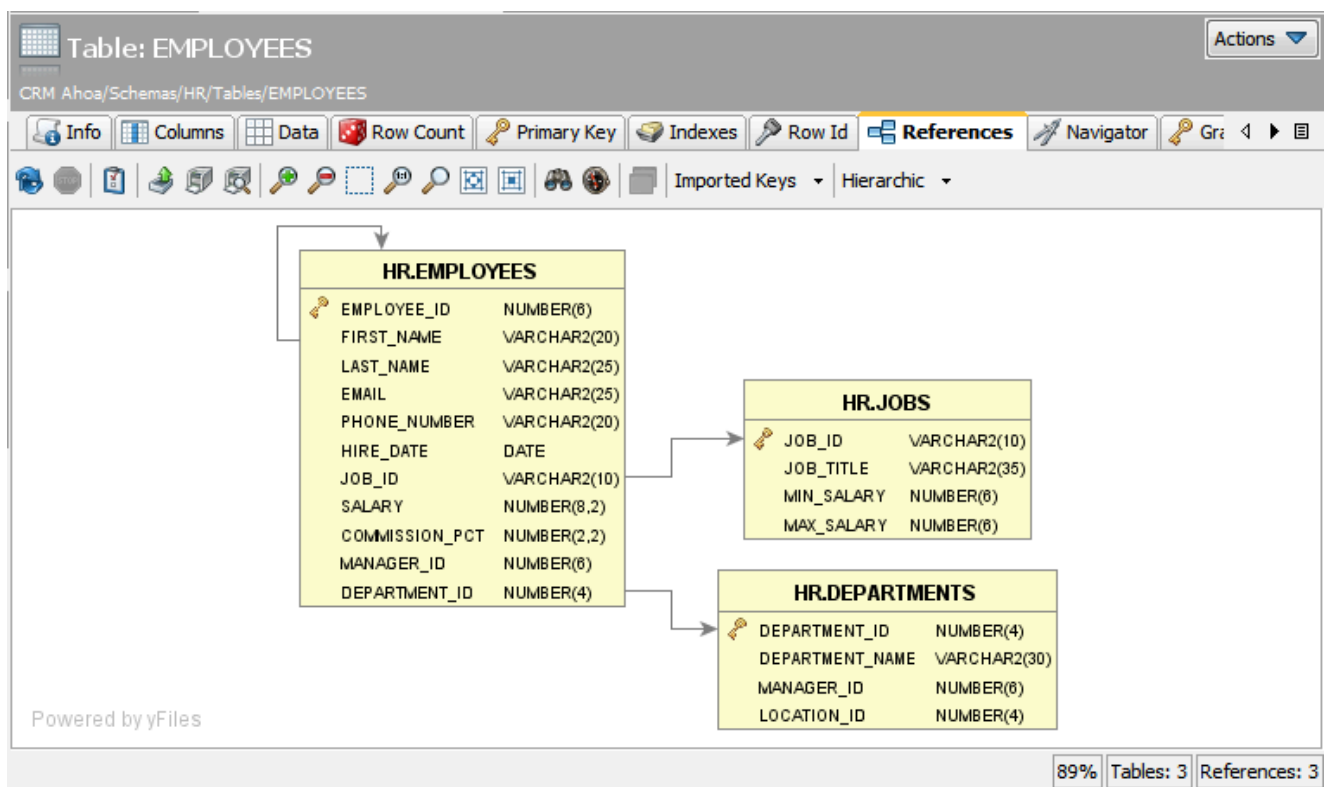 Table: EMPLOYEES
Actions
CRM Ahoa/Schemas/HR/Tables/EMPLOYEES
Info Columns Data Row Count Primary Key Indexes Row Id References Navigator Gra
STOP 1:1 Imported Keys Hierarchic
HR.EMPLOYEES
EMPLOYEE_ID NUMBER(6)
FIRST_NAME VARCHAR2(20)
LAST_NAME VARCHAR2(25)
EMAIL VARCHAR2(25)
PHONE_NUMBER VARCHAR2(20)
HIRE_DATE DATE
JOB_ID VARCHAR2(10)
SALARY NUMBER(8,2)
COMMISSION_PCT NUMBER(2,2)
MANAGER_ID NUMBER(6)
DEPARTMENT_ID NUMBER(4)
HR.JOBS
JOB_ID VARCHAR2(10)
JOB_TITLE VARCHAR2(35)
MIN_SALARY NUMBER(6)
MAX_SALARY NUMBER(6)
HR.DEPARTMENTS
DEPARTMENT_ID NUMBER(4)
DEPARTMENT_NAME VARCHAR2(30)
MANAGER_ID NUMBER(6)
LOCATION_ID NUMBER(4)
Powered by yFiles
89% Tables: 3 References: 3